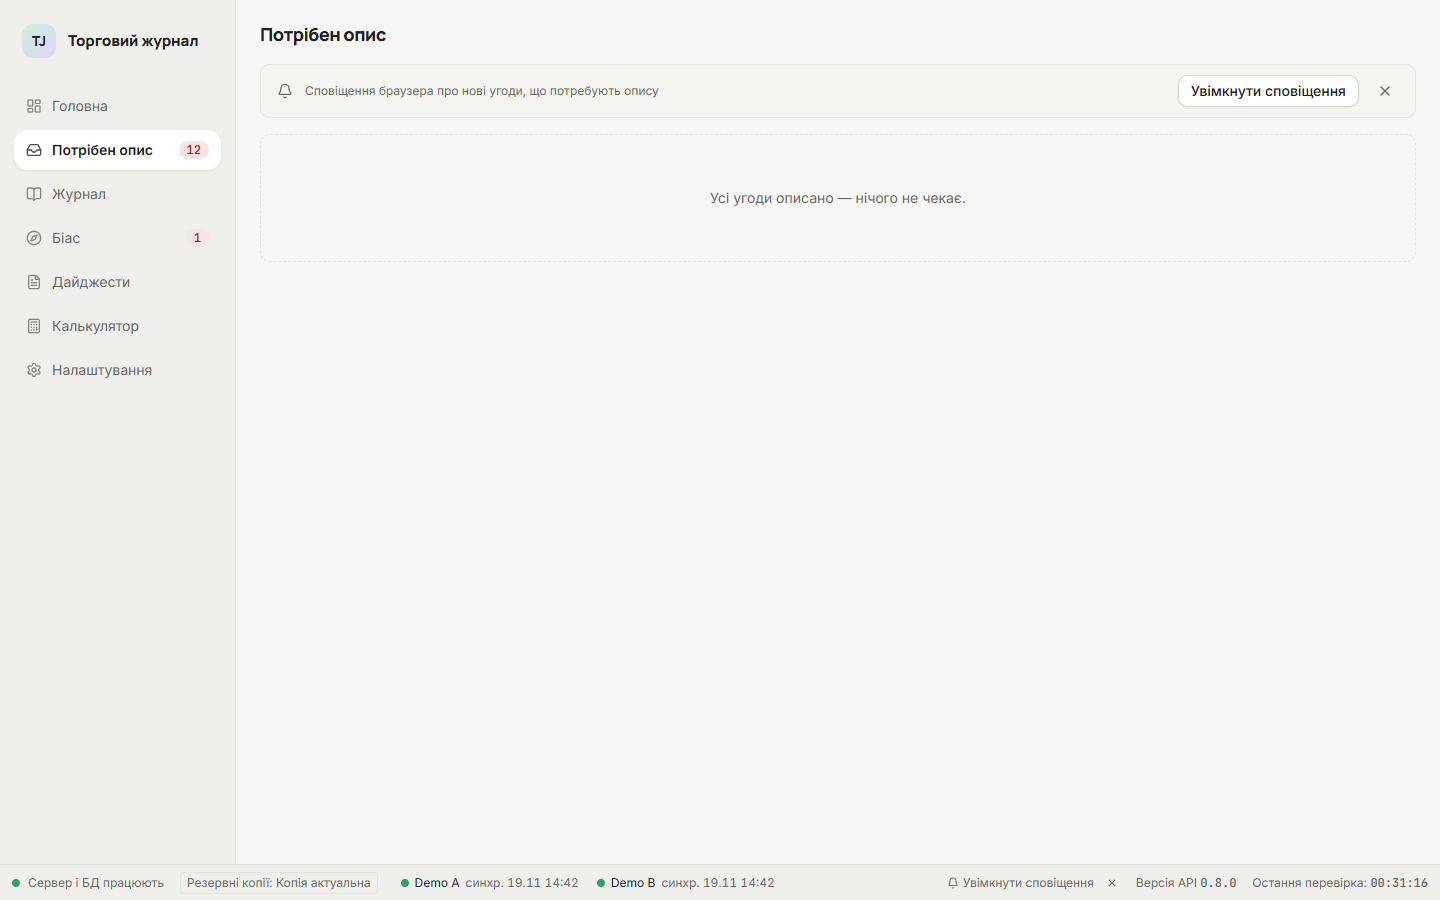 TJ Торговий журнал
Головна
Потрібен опис 12
Журнал
Біас 1
Дайджести
Калькулятор
Налаштування
Потрібен опис
Сповіщення браузера про нові угоди, що потребують опису
Увімкнути сповіщення
Усі угоди описано — нічого не чекає.
Сервер і БД працюють Резервні копії: Копія актуальна Demo A синхр. 19.11 14:42 Demo B синхр. 19.11 14:42 Увімкнути сповіщення Версія API 0.8.0 Остання перевірка: 00:31:16